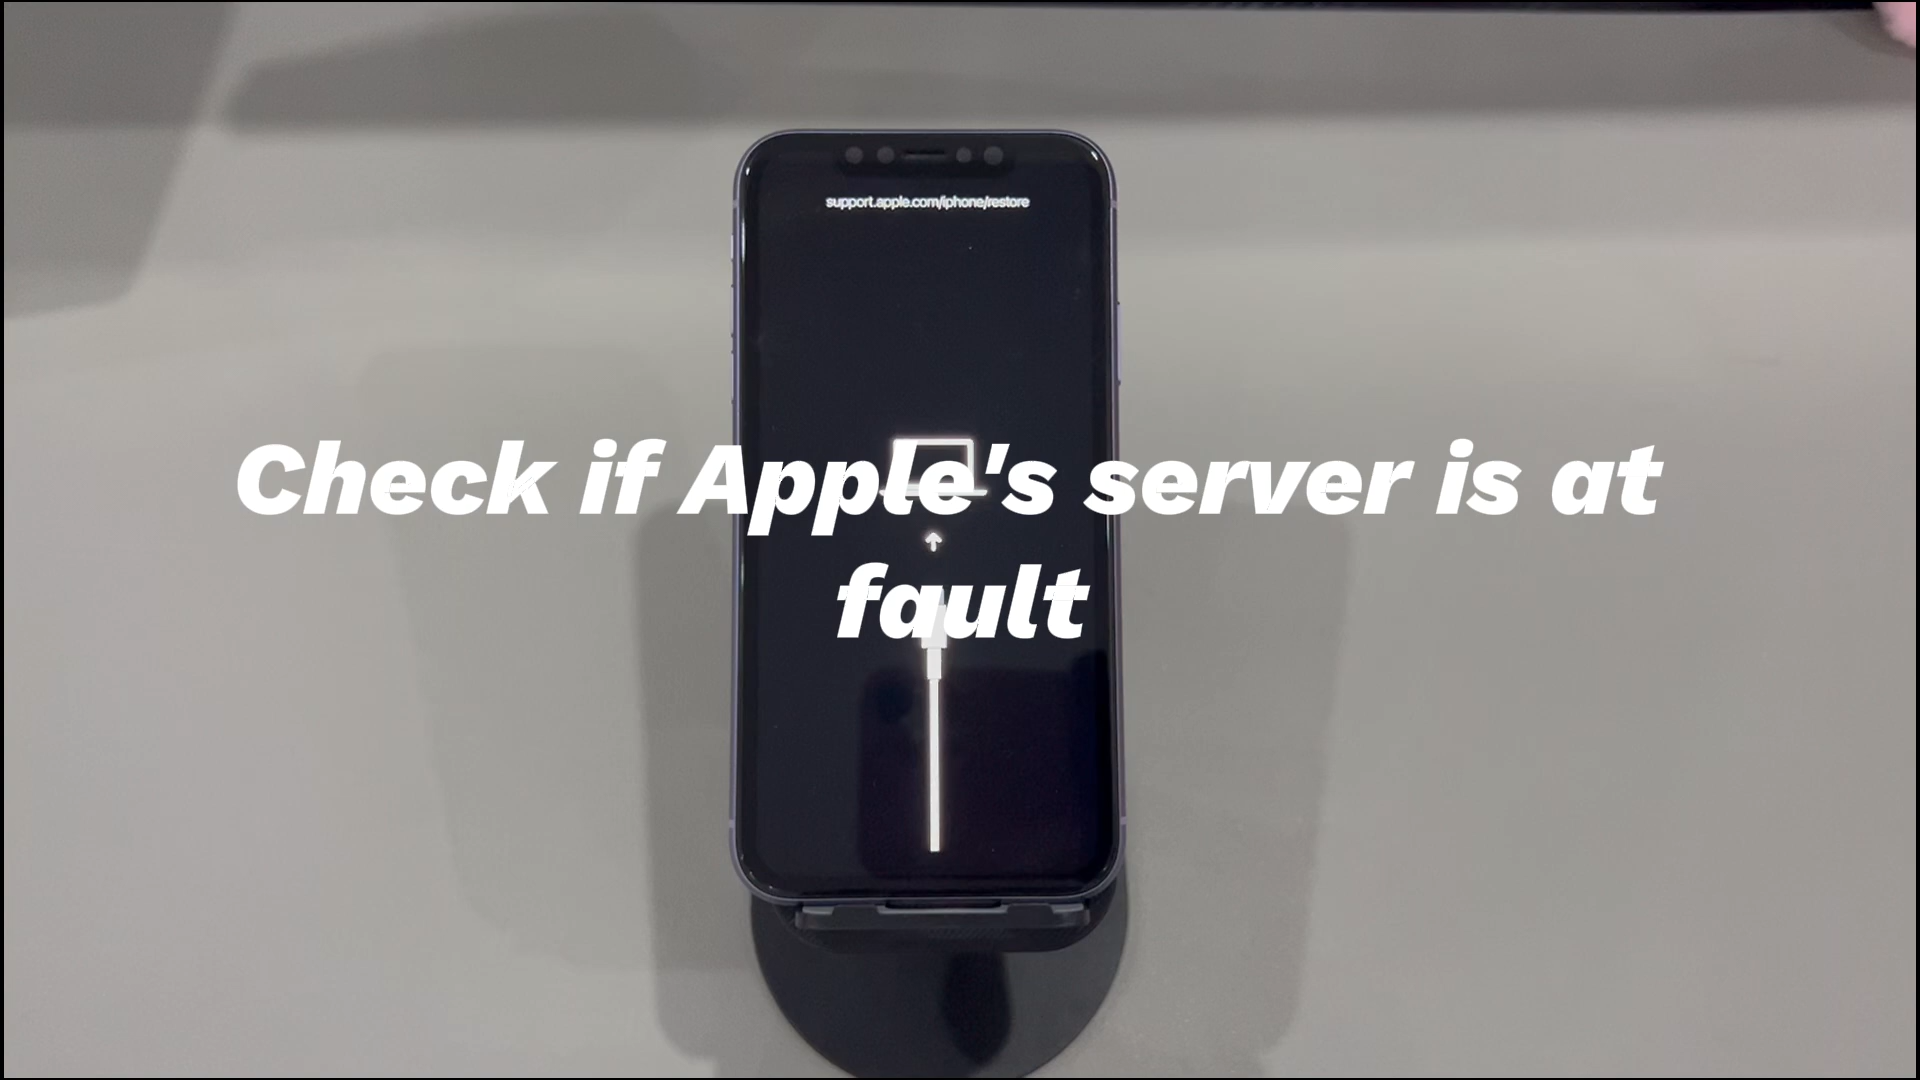 support.apple.com/iphone/restore
Check if Apple's server is at
fault